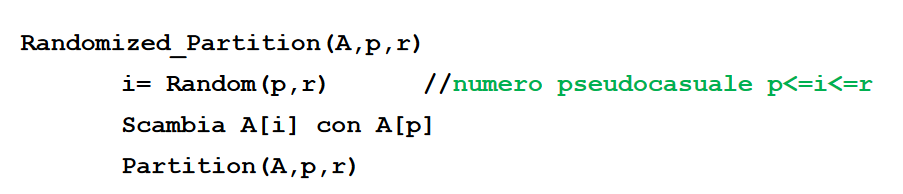 Randomized_Partition(A,p,r)
i= Random(p,r) //numero pseudocasuale p<=i<=r
Scambia A[i] con A[p]
Partition(A,p,r)